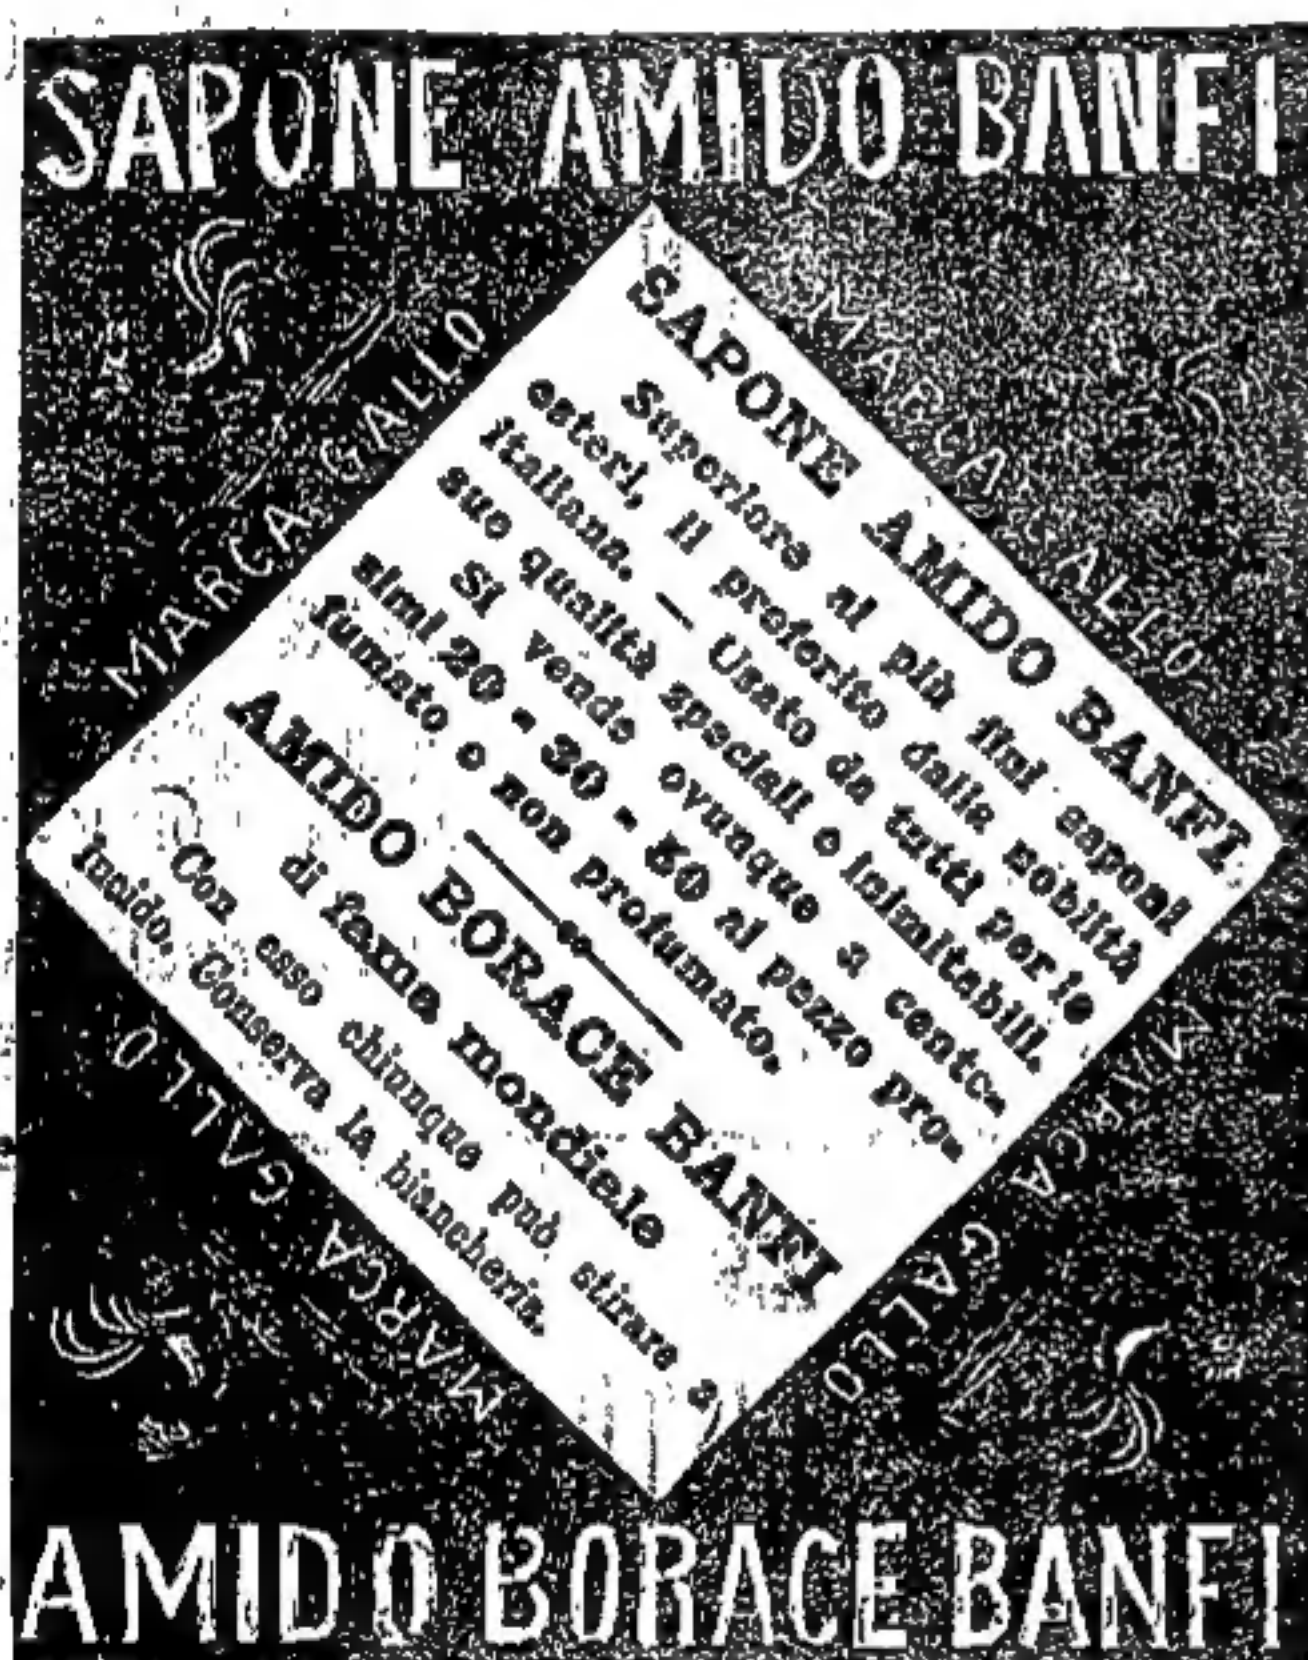 SAPONE AMIDO BANFI
MARCA GALLO
MARCA GALLO
SAPONE AMIDO BANFI
Superiore ai più fini saponi
esteri, il preferito dalla nobiltà
italiana. — Usato da tutti per le
sue qualità speciali e inimitabili.
Si vende ovunque a cente-
simi 20 - 30 - 50 al pezzo pro-
fumato e non profumato.
AMIDO BORACE BANFI
di fama mondiale
Con esso chiunque può stirare a
lucido. Conserva la biancheria.
MARCA GALLO
MARCA GALLO
AMIDO BORACE BANFI